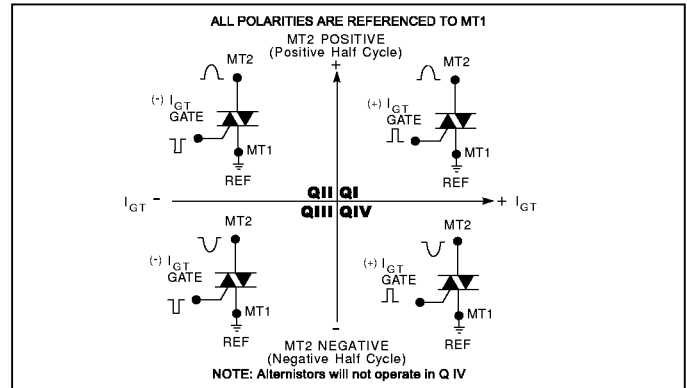 ALL POLARITIES ARE REFERENCED TO MT1
MT2 POSITIVE
(Positive Half Cycle)
+
MT2
(-) IGT
GATE
MT1
REF
MT2
(+) IGT
GATE
MT1
REF
IGT -
QII QI
QIII QIV
+ IGT
MT2
(-) IGT
GATE
MT1
REF
MT2
(+) IGT
GATE
MT1
REF
-
MT2 NEGATIVE
(Negative Half Cycle)
NOTE: Alternistors will not operate in Q IV